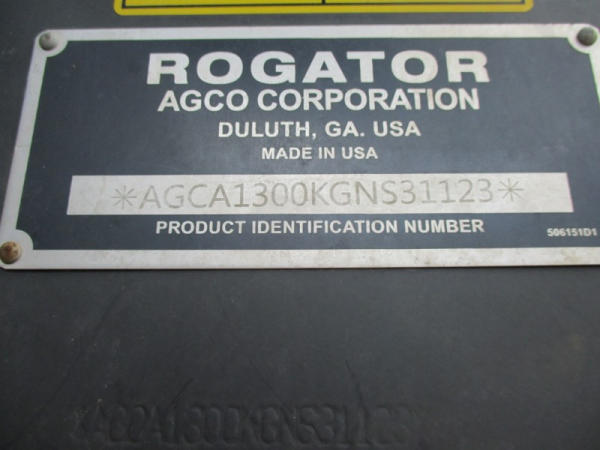 ROGATOR
AGCO CORPORATION
DULUTH, GA. USA
MADE IN USA
*AGCA1300KGNS31123*
PRODUCT IDENTIFICATION NUMBER
506151D1